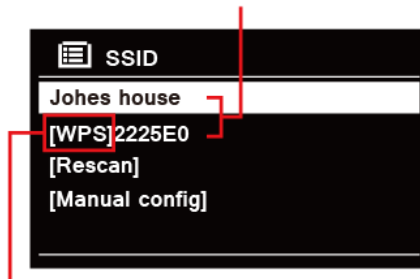 SSID
Johes house
[WPS]2225E0
[Rescan]
[Manual config]